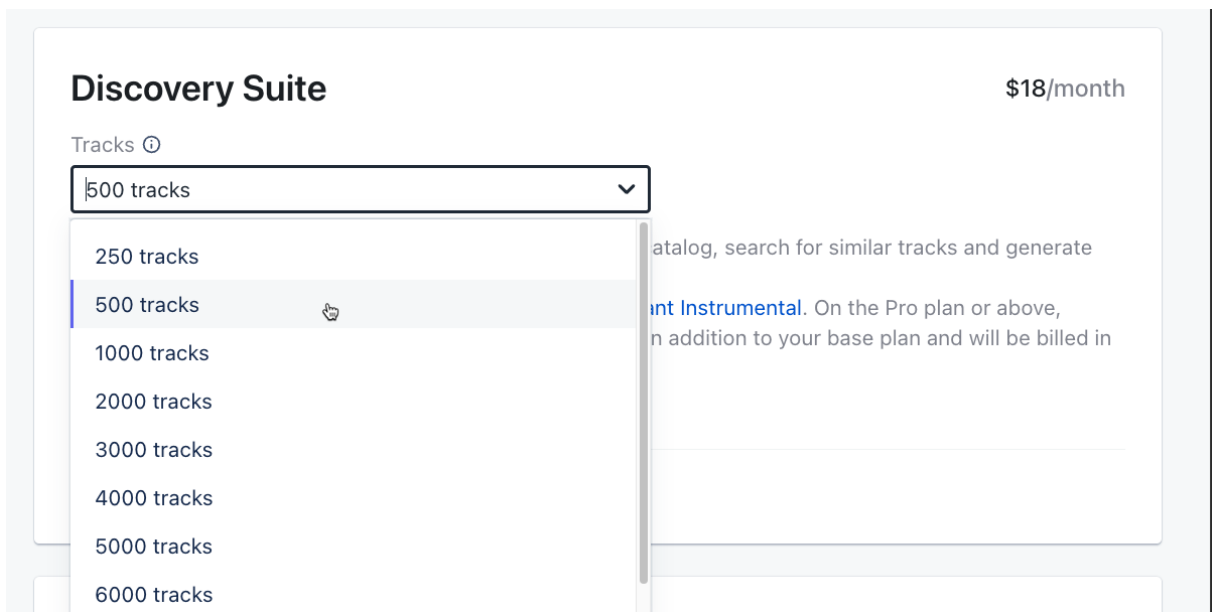 Discovery Suite
$18/month
Tracks
500 tracks
250 tracks
atalog, search for similar tracks and generate
500 tracks
ant Instrumental. On the Pro plan or above,
n addition to your base plan and will be billed in
1000 tracks
2000 tracks
3000 tracks
4000 tracks
5000 tracks
6000 tracks